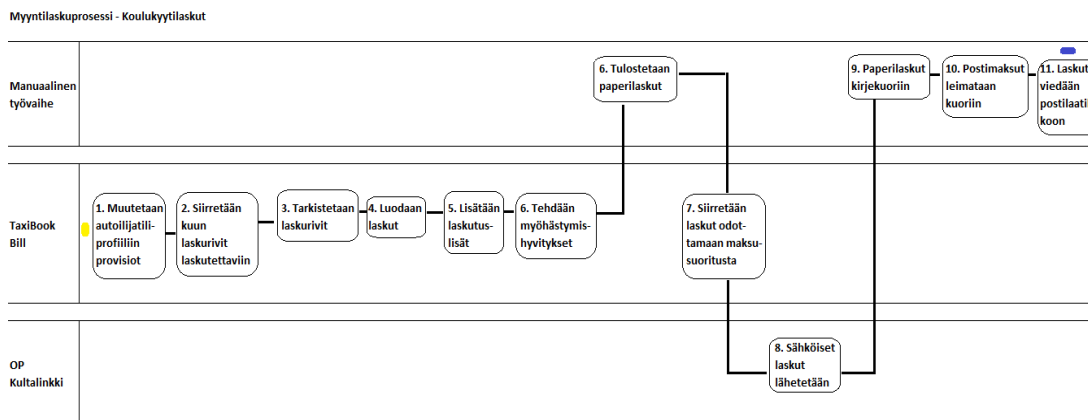 Myyntilaskuprosessi - Koulukyytilaskut
Manuaalinen
työvaihe
6. Tulostetaan
paperilaskut
9. Paperilaskut
kirjekuoriin
10. Postimaksut
leimataan
kuoriin
11. Laskut
viedään
postilaatik
koon
TaxiBook
Bill
1. Muutetaan
autoilijatili-
profiiliin
provisiot
2. Siirretään
kuun
laskurivit
laskutettaviin
3. Tarkistetaan
laskurivit
4. Luodaan
laskut
5. Lisätään
laskutus-
lisät
6. Tehdään
myöhästymis-
hyvitykset
7. Siirretään
laskut odot-
tamaan maksu-
suoritusta
OP
Kultalinkki
8. Sähköiset
laskut
lähetetään